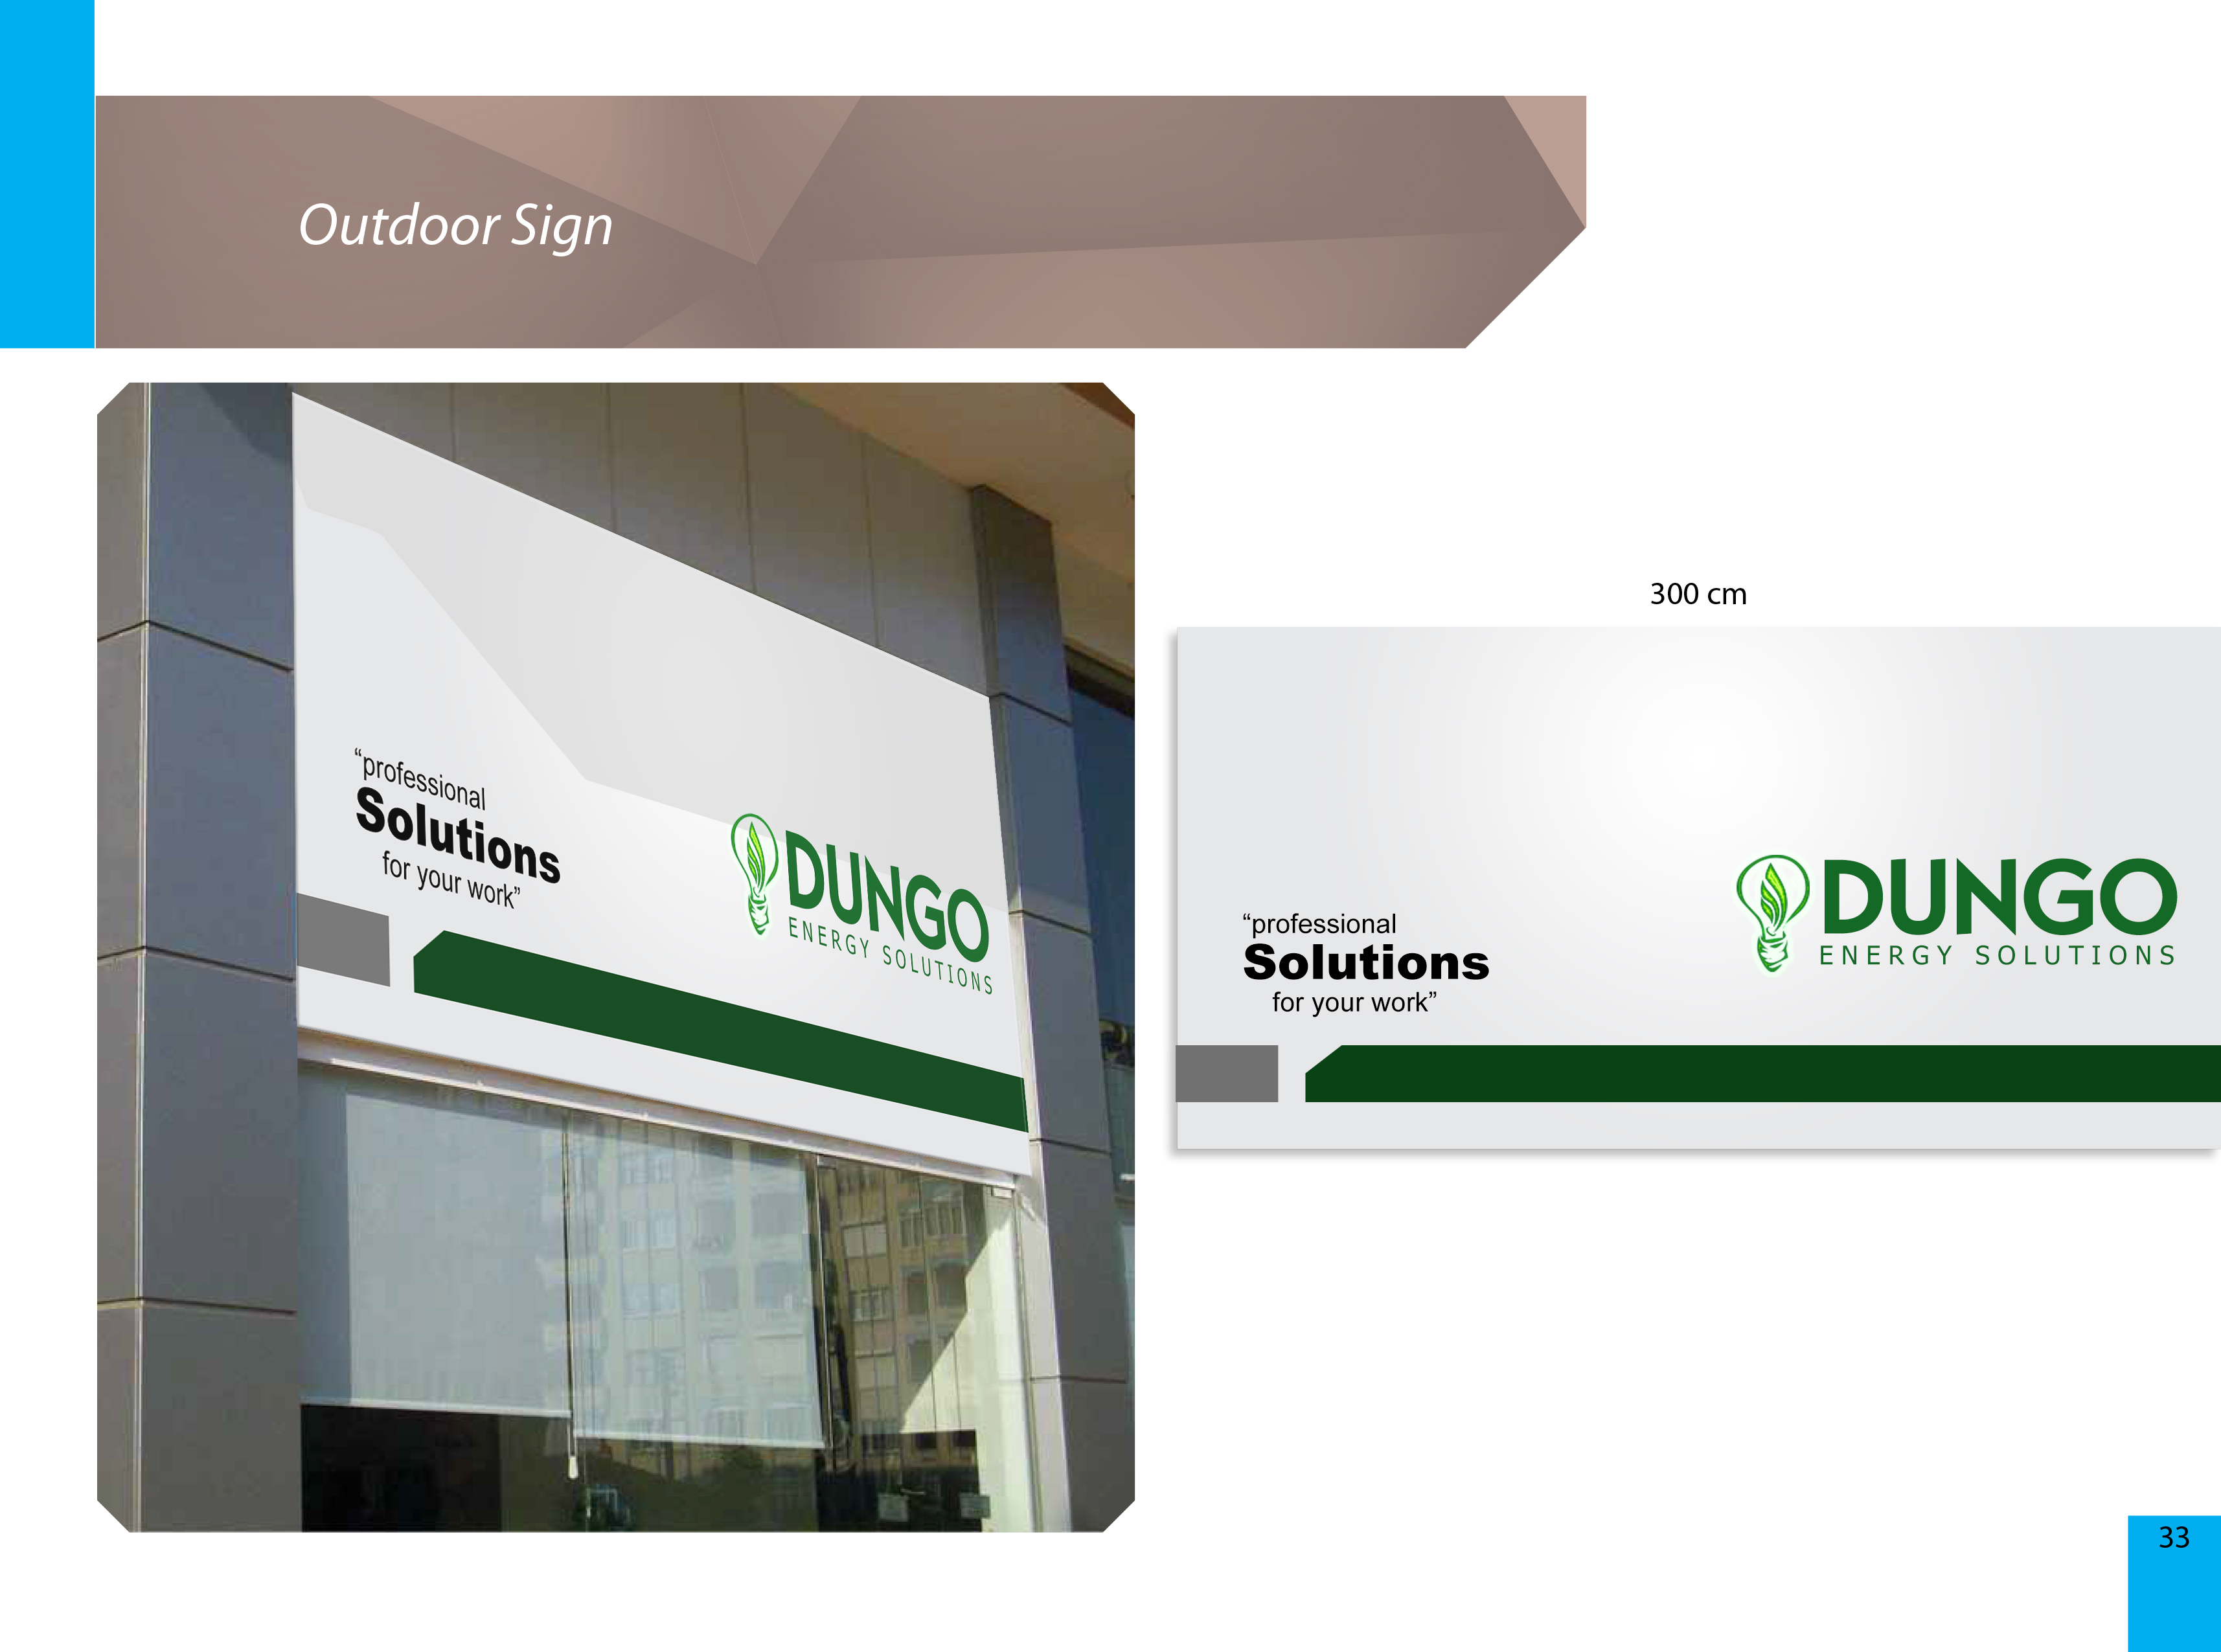 Outdoor Sign
“professional
Solutions
for your work”
DUNGO
ENERGY SOLUTIONS
300 cm
“professional
Solutions
for your work”
DUNGO
ENERGY SOLUTIONS
33